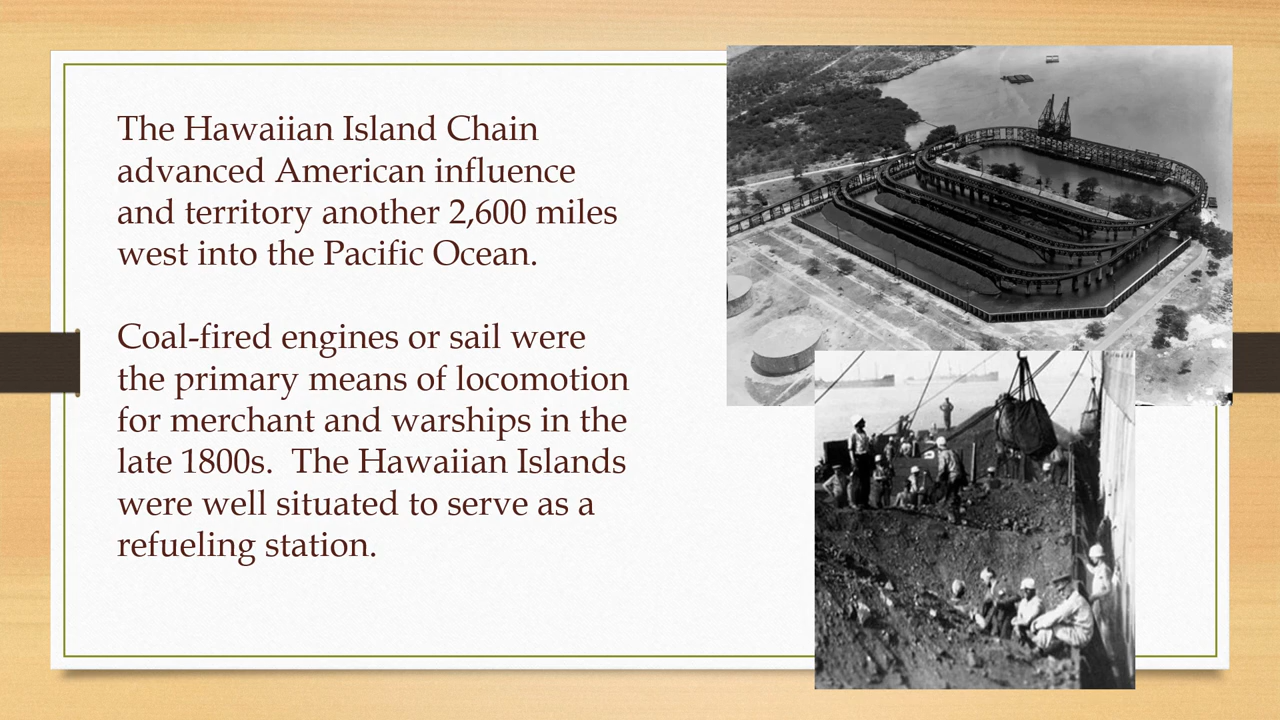 The Hawaiian Island Chain
advanced American influence
and territory another 2,600 miles
west into the Pacific Ocean.
Coal-fired engines or sail were
the primary means of locomotion
for merchant and warships in the
late 1800s.  The Hawaiian Islands
were well situated to serve as a
refueling station.